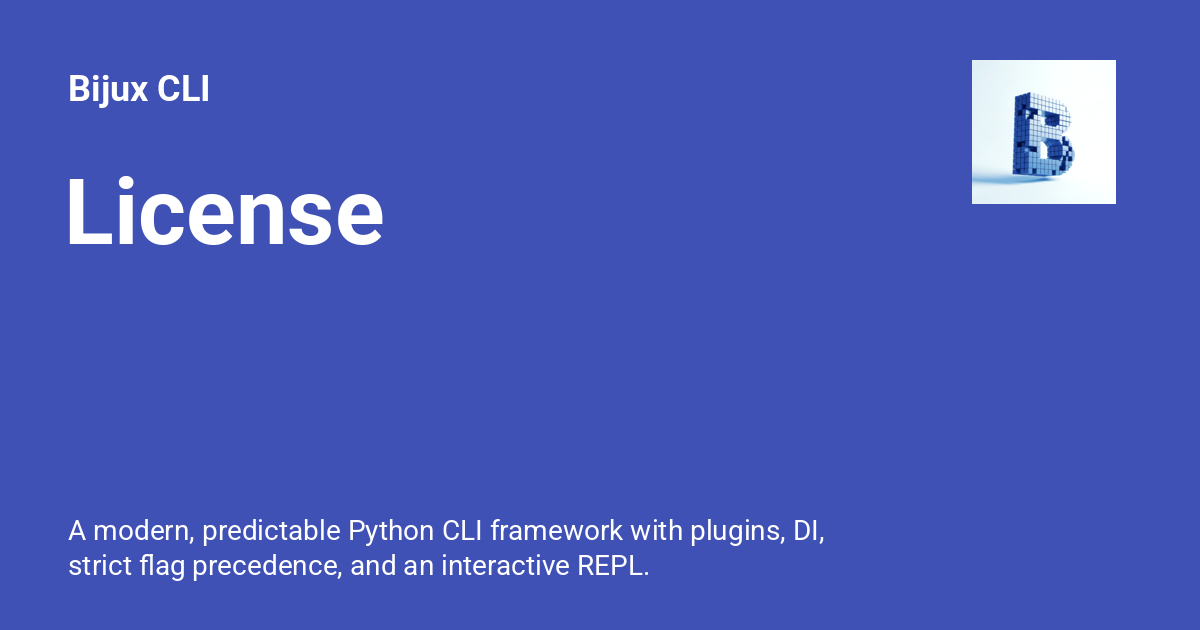 Bijux CLI
License
A modern, predictable Python CLI framework with plugins, DI,
strict flag precedence, and an interactive REPL.